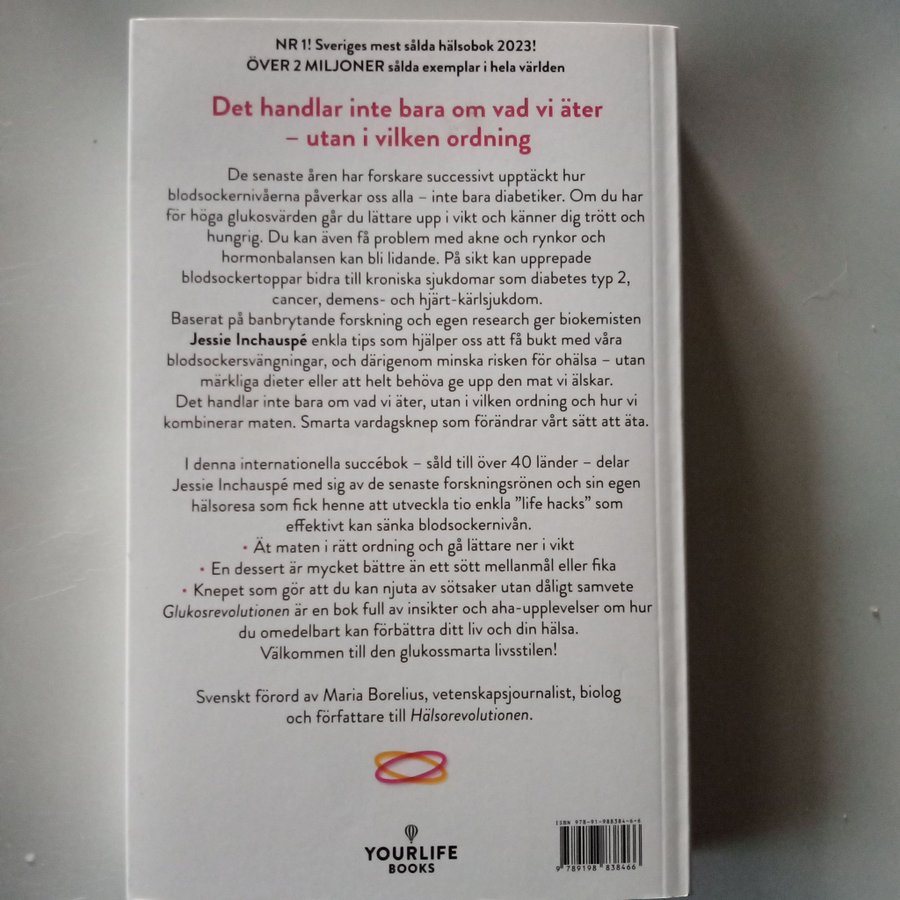 NR 1! Sveriges mest sålda hälsobok 2023!
ÖVER 2 MILJONER sålda exemplar i hela världen
Det handlar inte bara om vad vi äter
– utan i vilken ordning
De senaste åren har forskare successivt upptäckt hur
blodsockernivåerna påverkar oss alla – inte bara diabetiker. Om du har
för höga glukosvärden går du lättare upp i vikt och känner dig trött och
hungrig. Du kan även få problem med akne och rynkor och
hormonbalansen kan bli lidande. På sikt kan upprepade
blodsockertoppar bidra till kroniska sjukdomar som diabetes typ 2,
cancer, demens- och hjärt-kärlsjukdom.
Baserat på banbrytande forskning och egen research ger biokemisten
Jessie Inchauspé enkla tips som hjälper oss att få bukt med våra
blodsockersvängningar, och därigenom minska risken för ohälsa – utan
märkliga dieter eller att helt behöva ge upp den mat vi älskar.
Det handlar inte bara om vad vi äter, utan i vilken ordning och hur vi
kombinerar maten. Smarta vardagsknep som förändrar vårt sätt att äta.
I denna internationella succébok – såld till över 40 länder – delar
Jessie Inchauspé med sig av de senaste forskningsrönen och sin egen
hälsoresa som fick henne att utveckla tio enkla ”life hacks” som
effektivt kan sänka blodsockernivån.
• Ät maten i rätt ordning och gå lättare ner i vikt
• En dessert är mycket bättre än ett sött mellanmål eller fika
• Knepet som gör att du kan njuta av sötsaker utan dåligt samvete
Glukosrevolutionen är en bok full av insikter och aha-upplevelser om hur
du omedelbart kan förbättra ditt liv och din hälsa.
Välkommen till den glukossmarta livsstilen!
Svenskt förord av Maria Borelius, vetenskapsjournalist, biolog
och författare till Hälsorevolutionen.
YOURLIFE
BOOKS
ISBN 978-91-988384-6-6
9 789198 838466